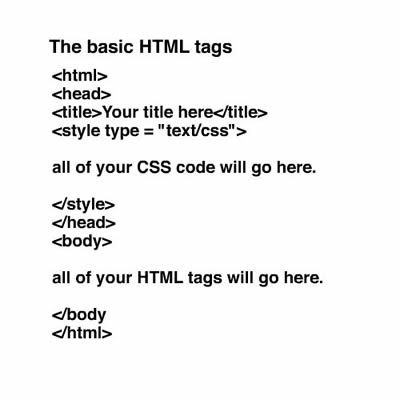 The basic HTML tags
<html>
<head>
<title>Your title here</title>
<style type = "text/css">
all of your CSS code will go here.
</style>
</head>
<body>
all of your HTML tags will go here.
</body
</html>